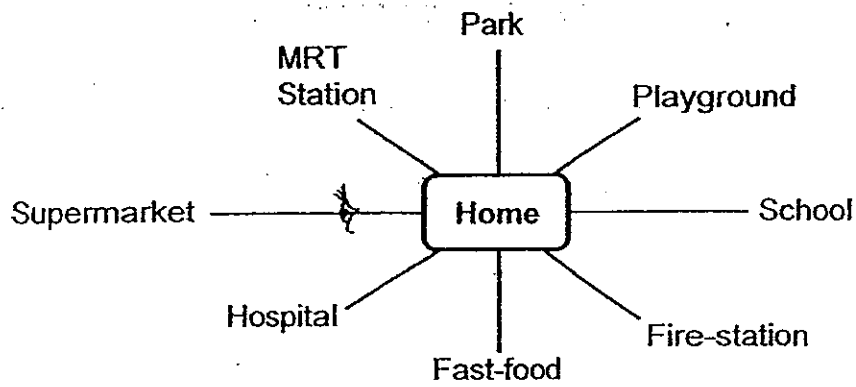 Park
MRT
Station
Playground
Supermarket
Home
School
Hospital
Fire-station
Fast-food